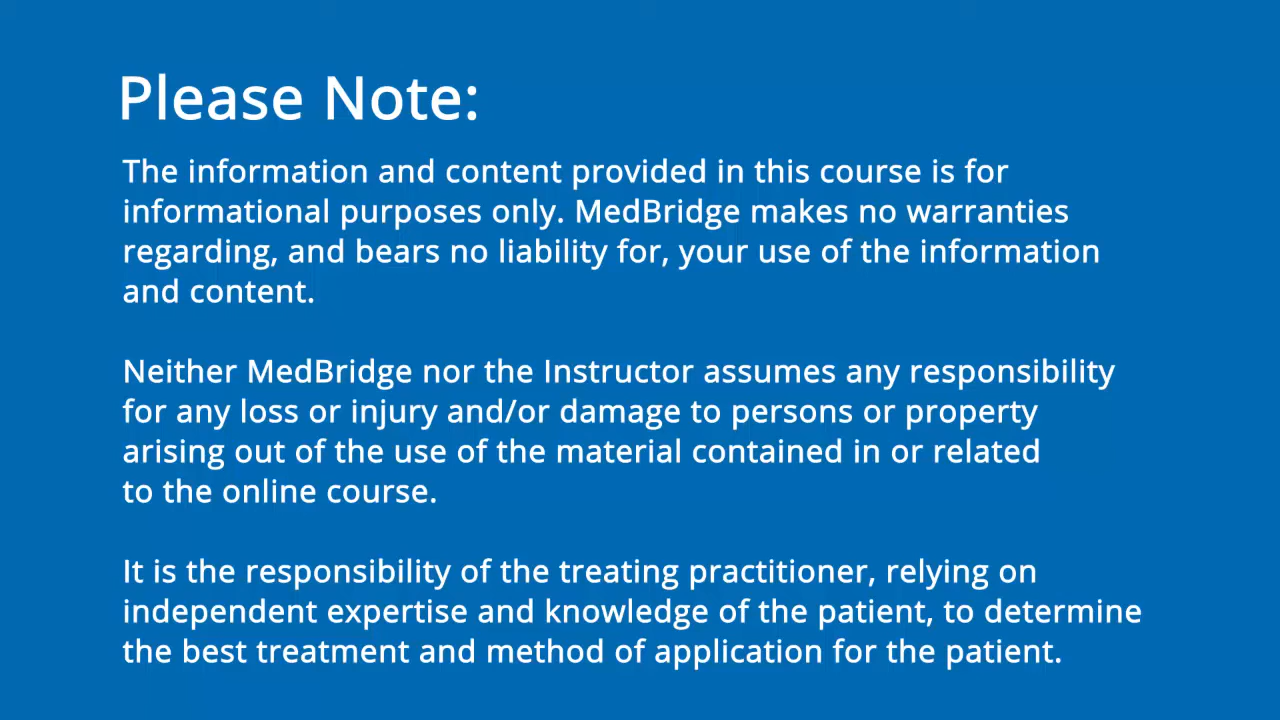 Please Note:
The information and content provided in this course is for
informational purposes only. MedBridge makes no warranties
regarding, and bears no liability for, your use of the information
and content.
Neither MedBridge nor the Instructor assumes any responsibility
for any loss or injury and/or damage to persons or property
arising out of the use of the material contained in or related
to the online course.
It is the responsibility of the treating practitioner, relying on
independent expertise and knowledge of the patient, to determine
the best treatment and method of application for the patient.